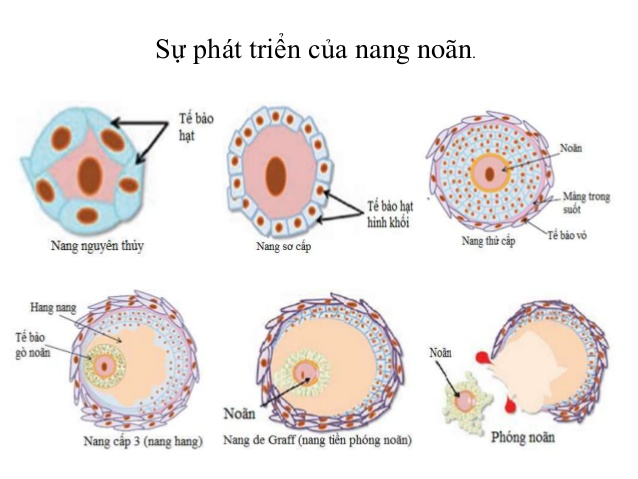 Sự phát triển của nang noãn.
Tế bào
hạt
Nang nguyên thủy
Tế bào hạt
hình khối
Nang sơ cấp
Noãn
Màng trong
suốt
Tế bào vỏ
Nang thứ cấp
Hang nang
Tế bào
gò noãn
Nang cấp 3 (nang hang)
Noãn
Nang de Graff (nang tiền phóng noãn)
Noãn
Phóng noãn